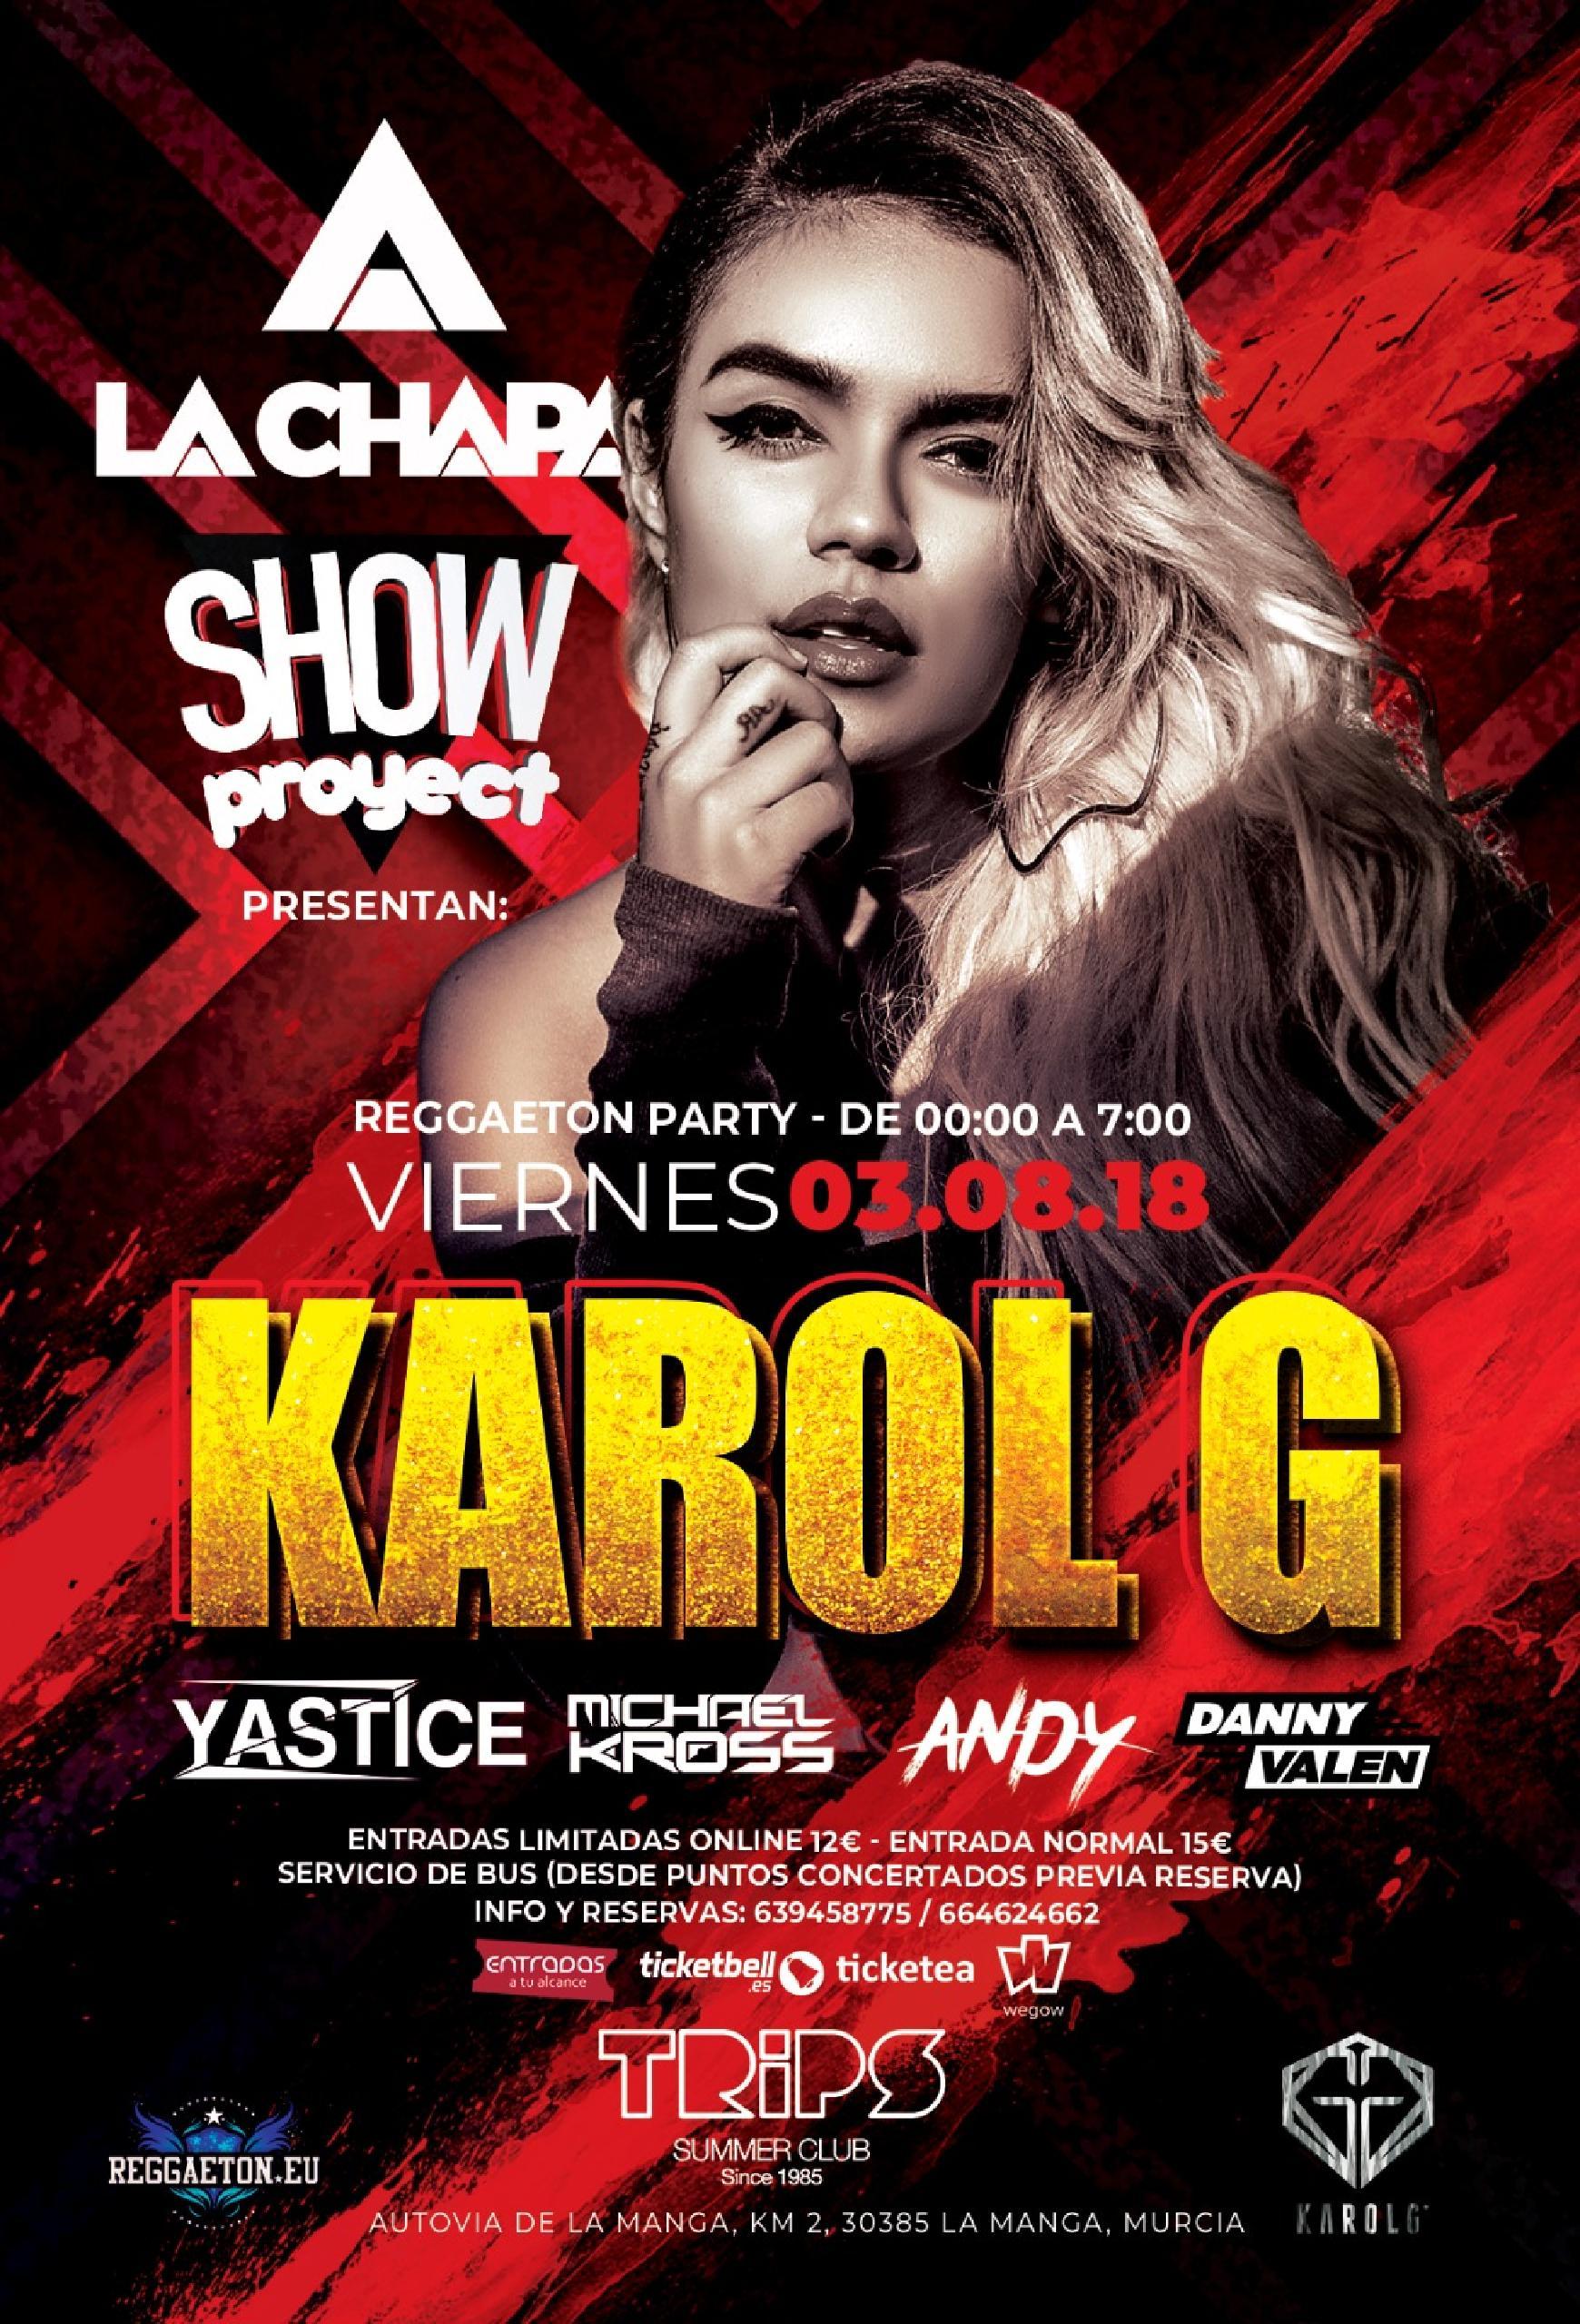 LA CHAPA
SHOW
proyect
PRESENTAN:
REGGAETON PARTY - DE 00:00 A 7:00
VIERNES 03.08.18
KAROL G
YASTICE
MICHAEL
KROSS
ANDY
DANNY
VALEN
ENTRADAS LIMITADAS ONLINE 12€ - ENTRADA NORMAL 15€
SERVICIO DE BUS (DESDE PUNTOS CONCERTADOS PREVIA RESERVA)
INFO Y RESERVAS: 639458775 / 664624662
ENTRADAS
a tu alcance
ticketbell
.es
ticketea
wegow
TRIPS
SUMMER CLUB
Since 1985
REGGAETON.EU
KAROL G
AUTOVIA DE LA MANGA, KM 2, 30385 LA MANGA, MURCIA